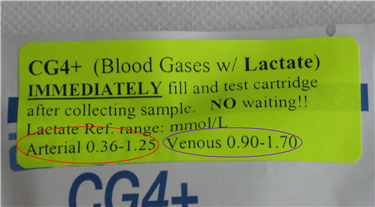 CG4+ (Blood Gases w/ Lactate)
IMMEDIATELY fill and test cartridge
after collecting sample. NO waiting!!
Lactate Ref. range: mmol/L
Arterial 0.36-1.25 Venous 0.90-1.70
CG4+